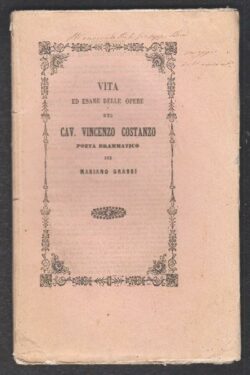 VITA
ED ESAME DELLE OPERE
DEL
CAV. VINCENZO COSTANZO
POETA DRAMMATICO
PER
MARIANO GRASSI